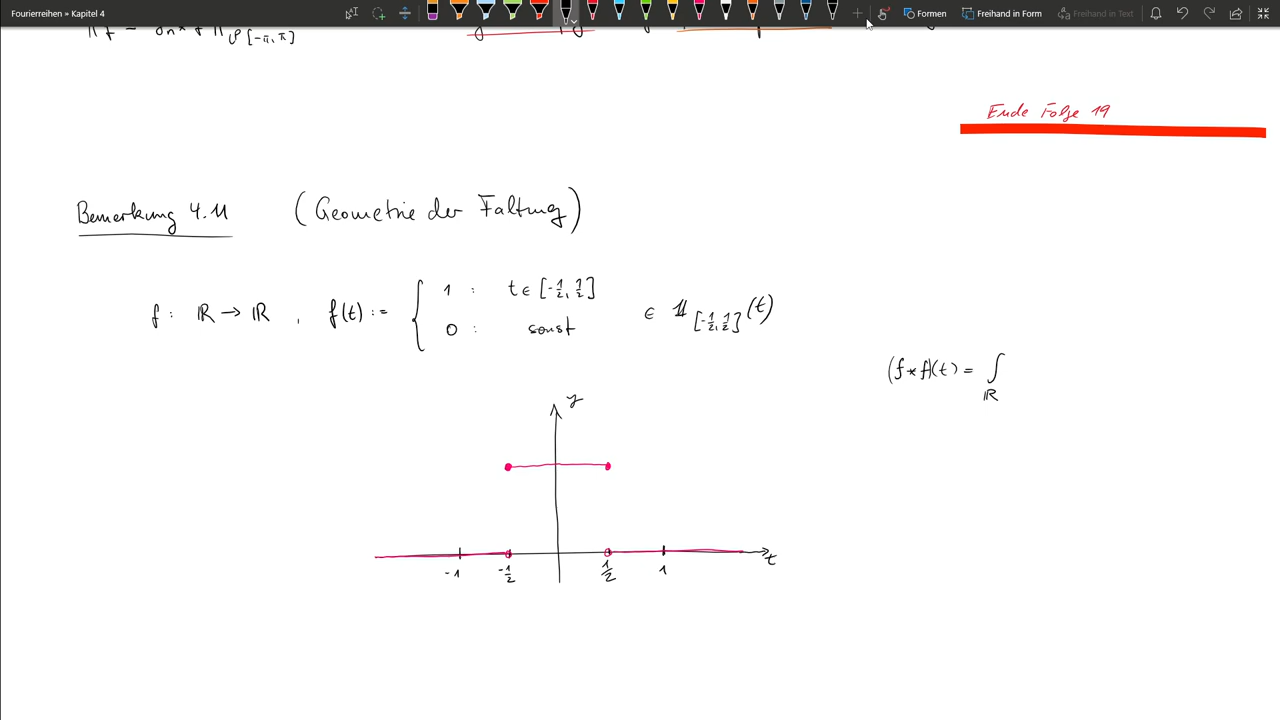 Fourierreihen » Kapitel 4
Formen
Freihand in Form
Freihand in Text
[-π, π]
Ende Folge 19
Bemerkung 4.11 (Geometrie der Faltung)
f: ℝ → ℝ , f(t) := { 1 : t ∈ [-1/2, 1/2]
0 : sonst
∈ 𝟙[-1/2, 1/2](t)
(f * f)(t) = ∫ℝ
y
-1 -1/2 1/2 1 t